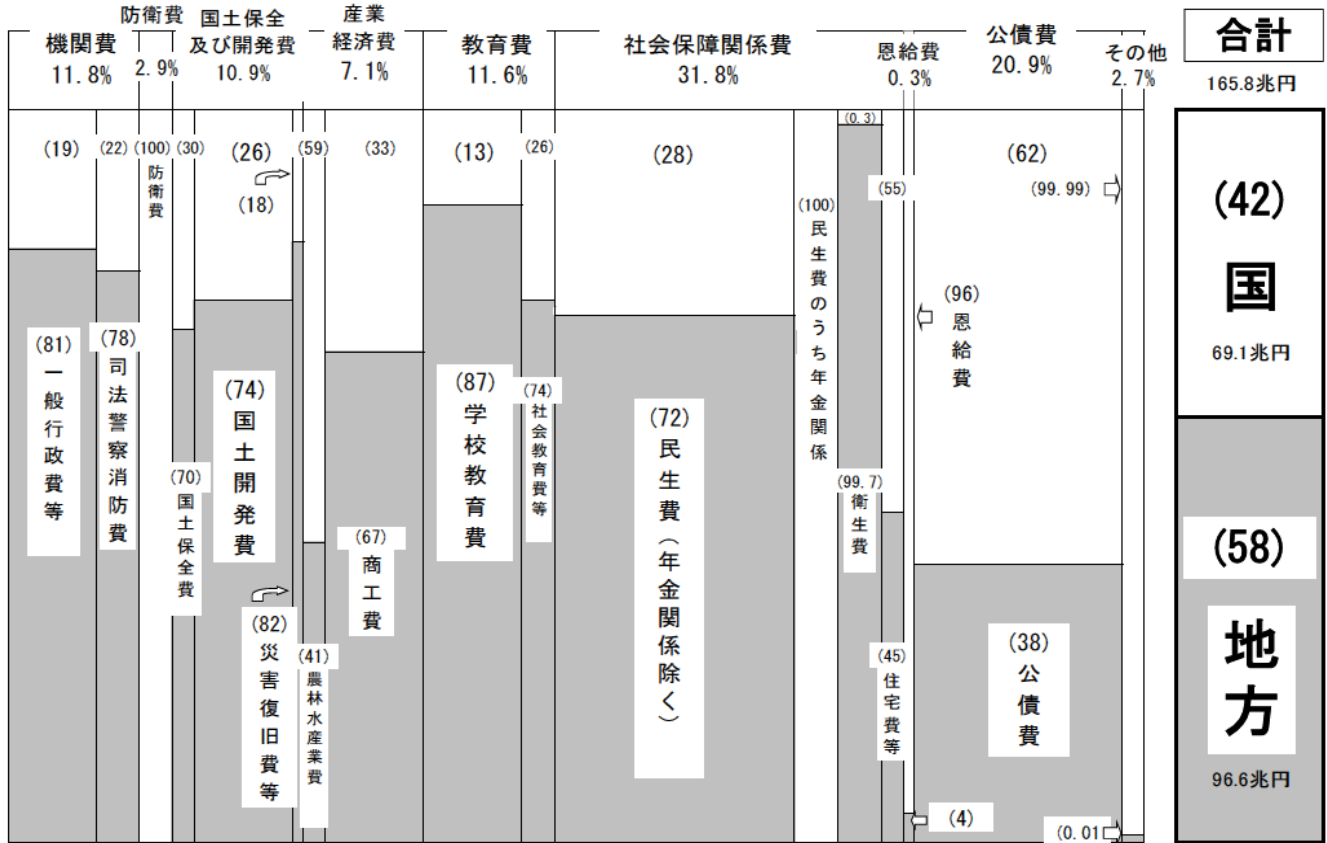 機関費
11.8%
防衛費
2.9%
国土保全
及び開発費
10.9%
産業
経済費
7.1%
教育費
11.6%
社会保障関係費
31.8%
恩給費
0.3%
公債費
20.9%
その他
2.7%
合計
165.8兆円
(19)
(22)
(100)
防衛費
(30)
(26)
(18)
(59)
(33)
(13)
(26)
(28)
(100)
民生費のうち年金関係
(0.3)
(55)
(62)
(99.99)
(96)
恩給費
(81)
一般行政費等
(78)
司法警察消防費
(70)
国土保全費
(74)
国土開発費
(82)
災害復旧費等
(41)
農林水産業費
(67)
商工費
(87)
学校教育費
(74)
社会教育費等
(72)
民生費(年金関係除く)
(99.7)
衛生費
(45)
住宅費等
(4)
(38)
公債費
(0.01
(42)
国
69.1兆円
(58)
地方
96.6兆円